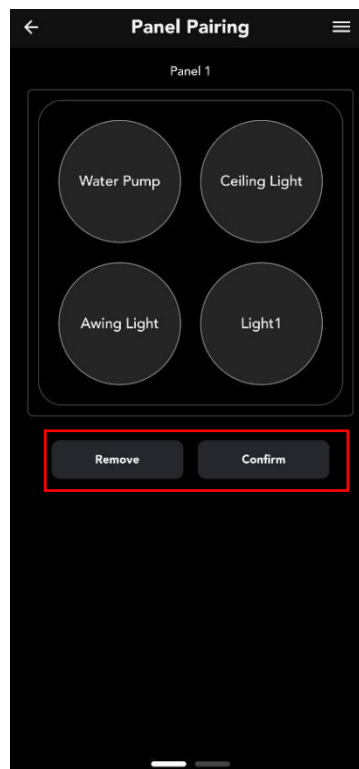 Panel Pairing
Panel 1
Water Pump
Ceiling Light
Awing Light
Light1
Remove
Confirm